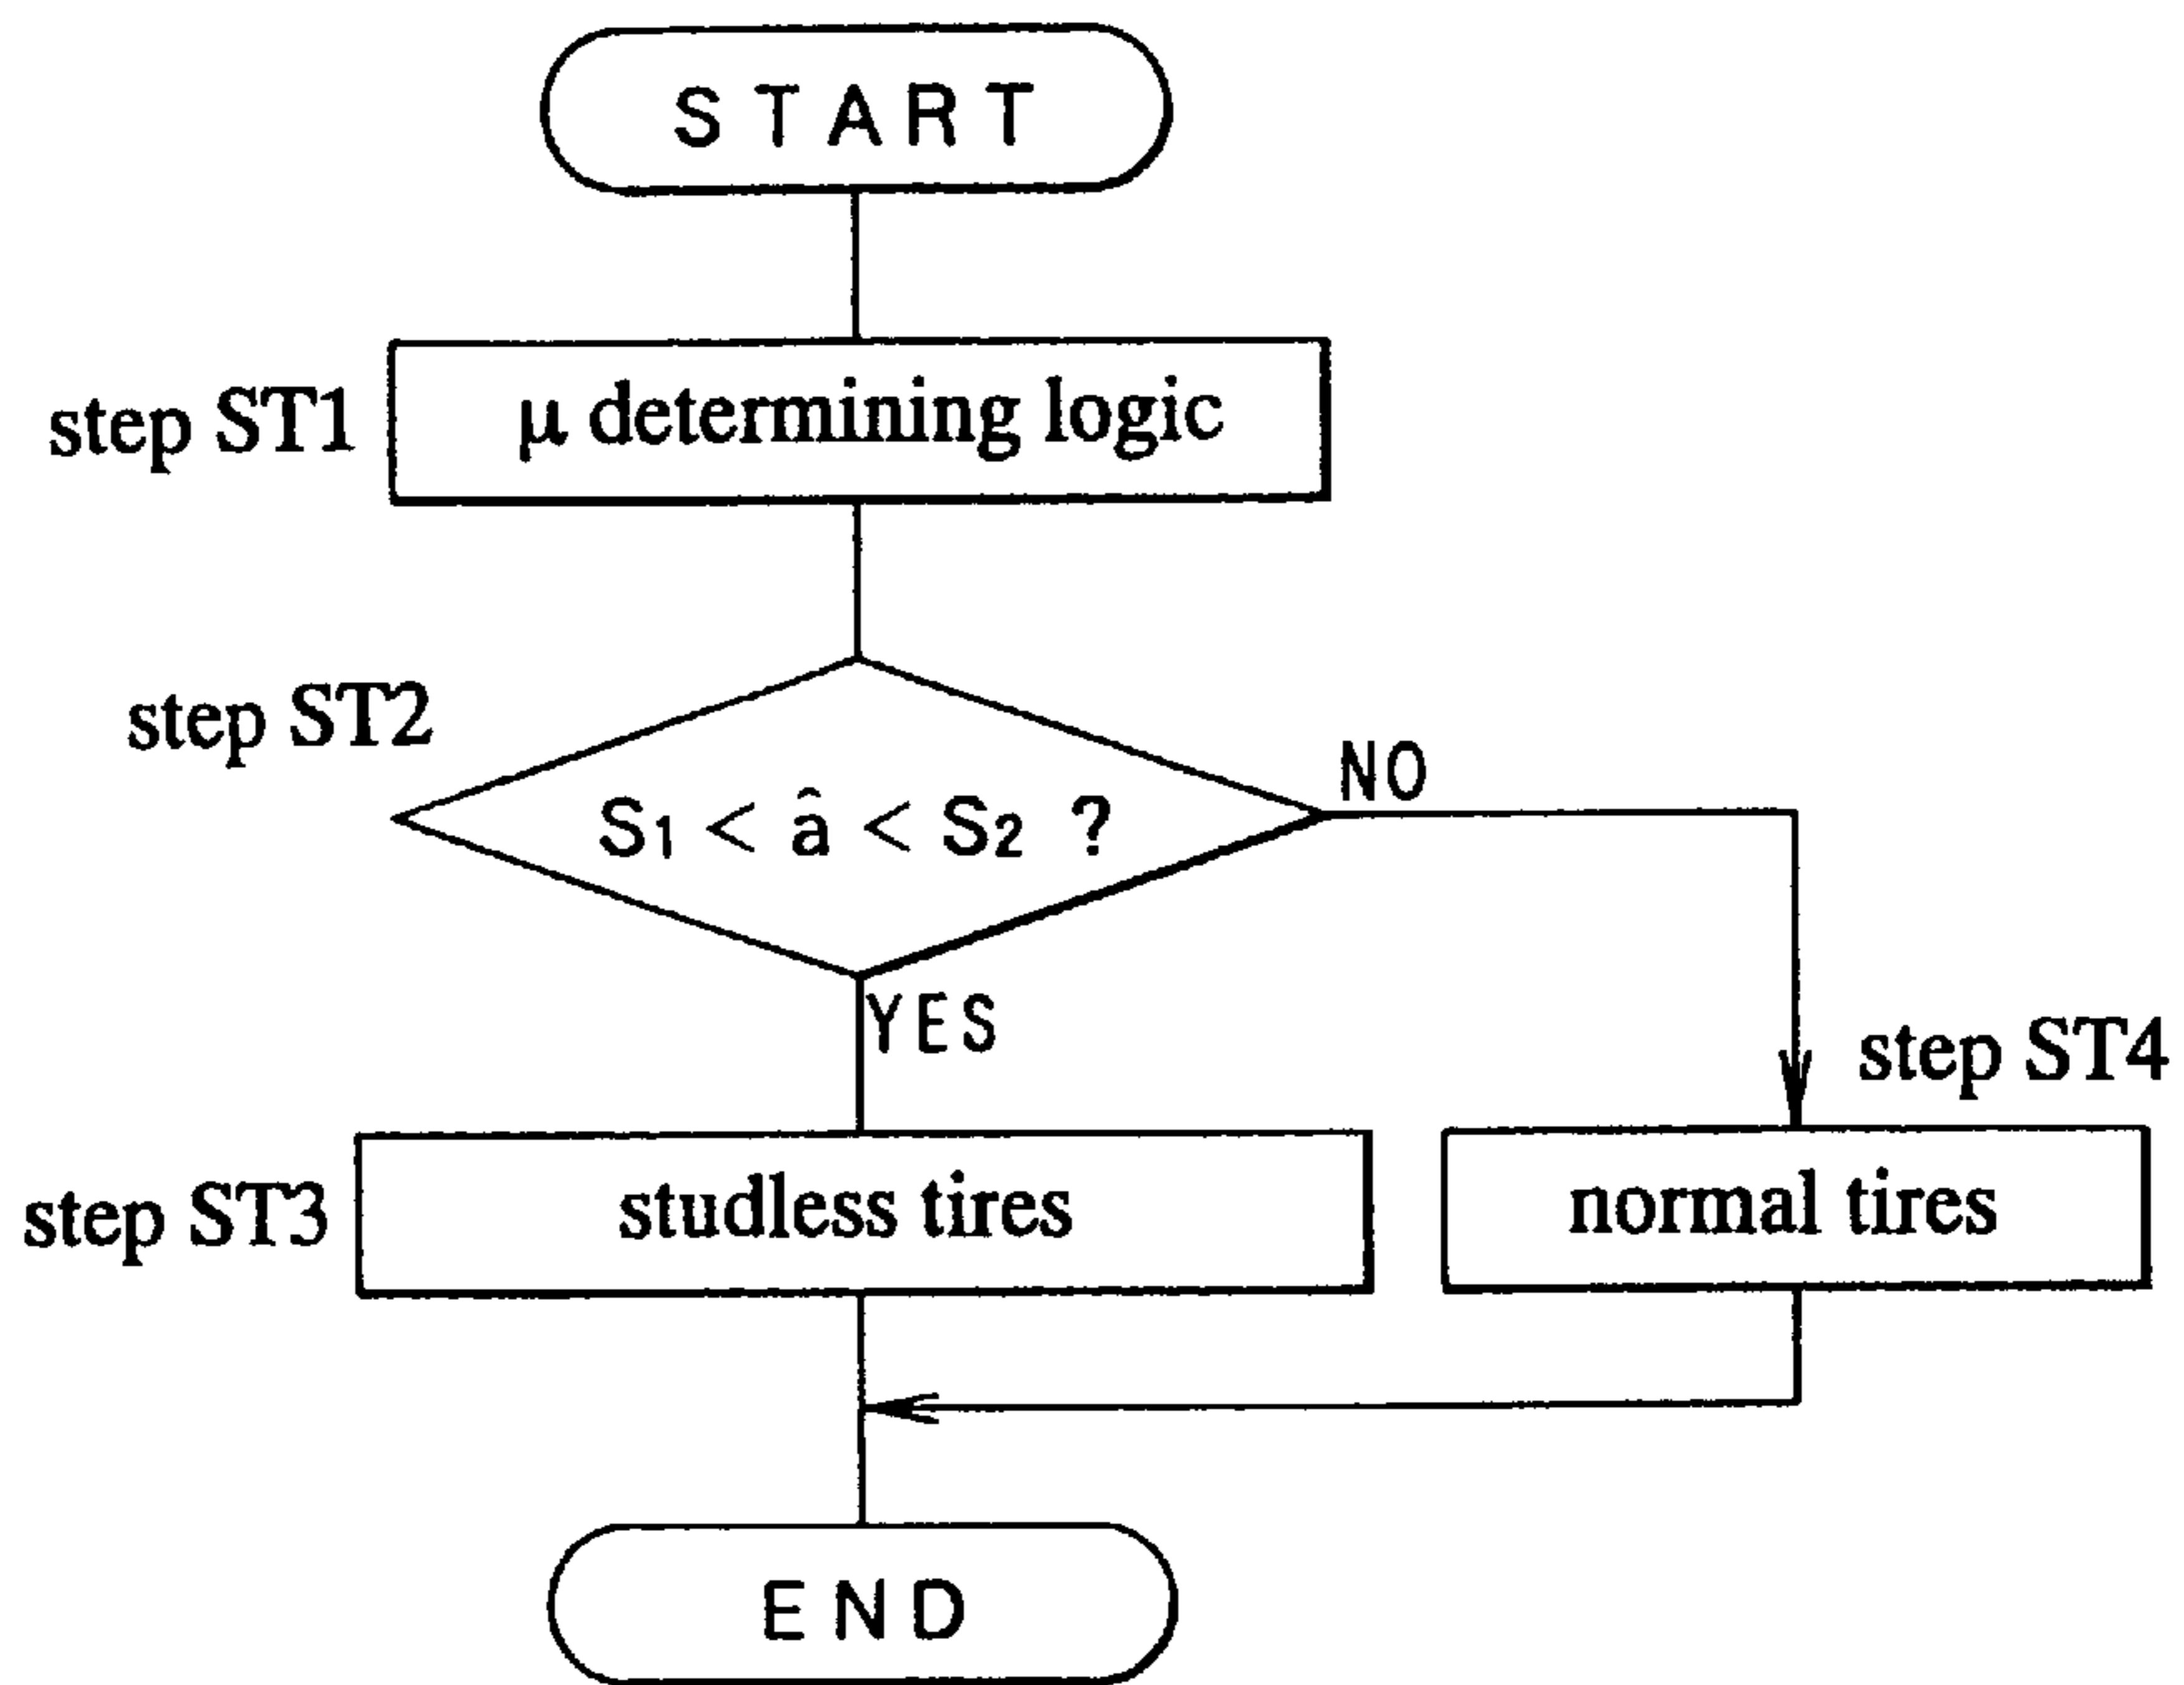 START
step ST1
μ determining logic
step ST2
S1 < â < S2 ?
NO
YES
step ST4
step ST3
studless tires
normal tires
END